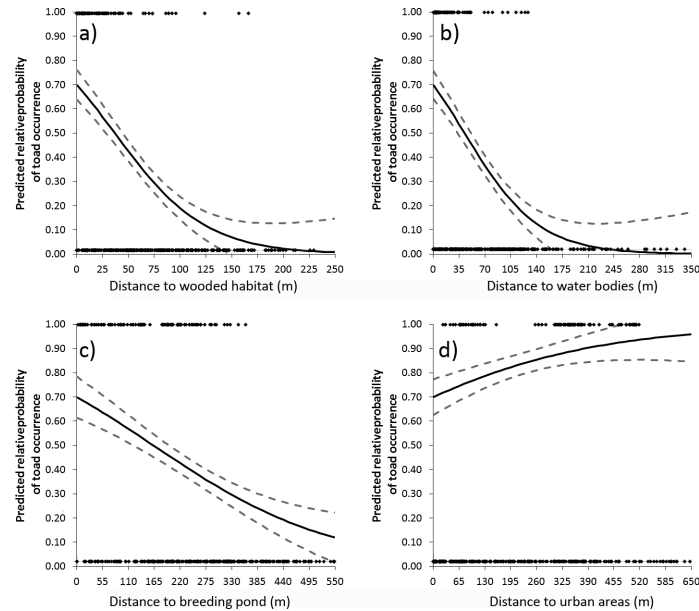 a)
Predicted relativeprobability
of toad occurrence
1.00
0.90
0.80
0.70
0.60
0.50
0.40
0.30
0.20
0.10
0.00
0 25 50 75 100 125 150 175 200 225 250
Distance to wooded habitat (m)
b)
Predicted relativeprobability
of toad occurrence
1.00
0.90
0.80
0.70
0.60
0.50
0.40
0.30
0.20
0.10
0.00
0 35 70 105 140 175 210 245 280 315 350
Distance to water bodies (m)
c)
Predicted relativeprobability
of toad occurrence
1.00
0.90
0.80
0.70
0.60
0.50
0.40
0.30
0.20
0.10
0.00
0 55 110 165 220 275 330 385 440 495 550
Distance to breeding pond (m)
d)
Predicted relativeprobability
of toad occurrence
1.00
0.90
0.80
0.70
0.60
0.50
0.40
0.30
0.20
0.10
0.00
0 65 130 195 260 325 390 455 520 585 650
Distance to urban areas (m)